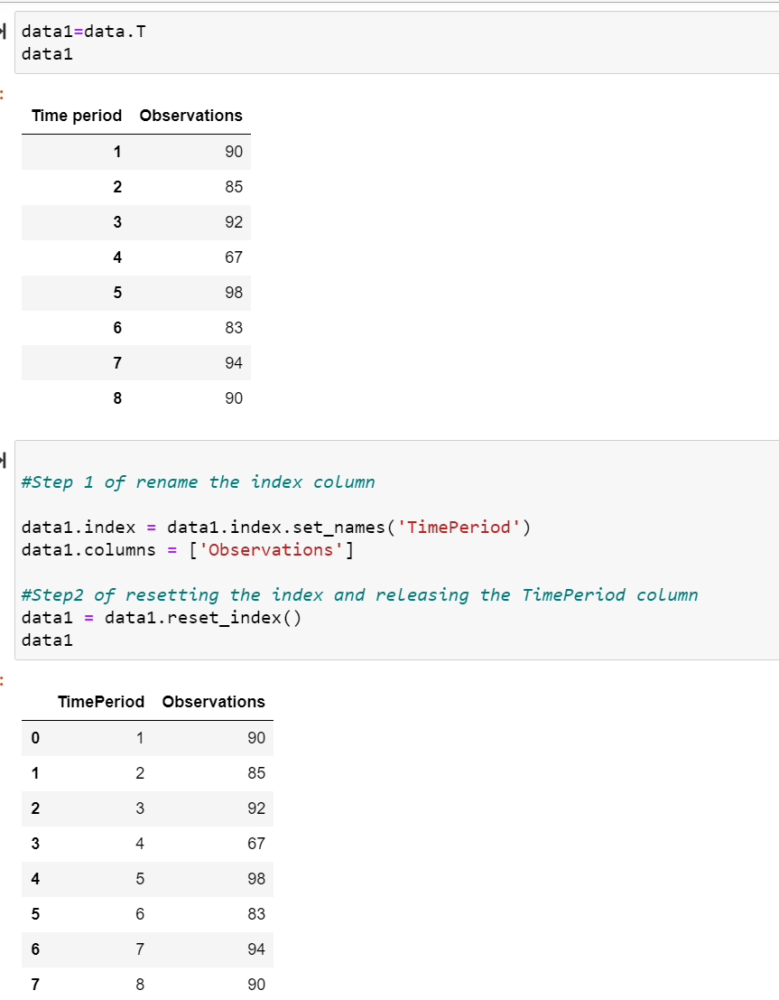 data1=data.T
data1
:
Time period Observations
1 90
2 85
3 92
4 67
5 98
6 83
7 94
8 90
#Step 1 of rename the index column
data1.index = data1.index.set_names('TimePeriod')
data1.columns = ['Observations']
#Step2 of resetting the index and releasing the TimePeriod column
data1 = data1.reset_index()
data1
:
TimePeriod Observations
0 1 90
1 2 85
2 3 92
3 4 67
4 5 98
5 6 83
6 7 94
7 8 90